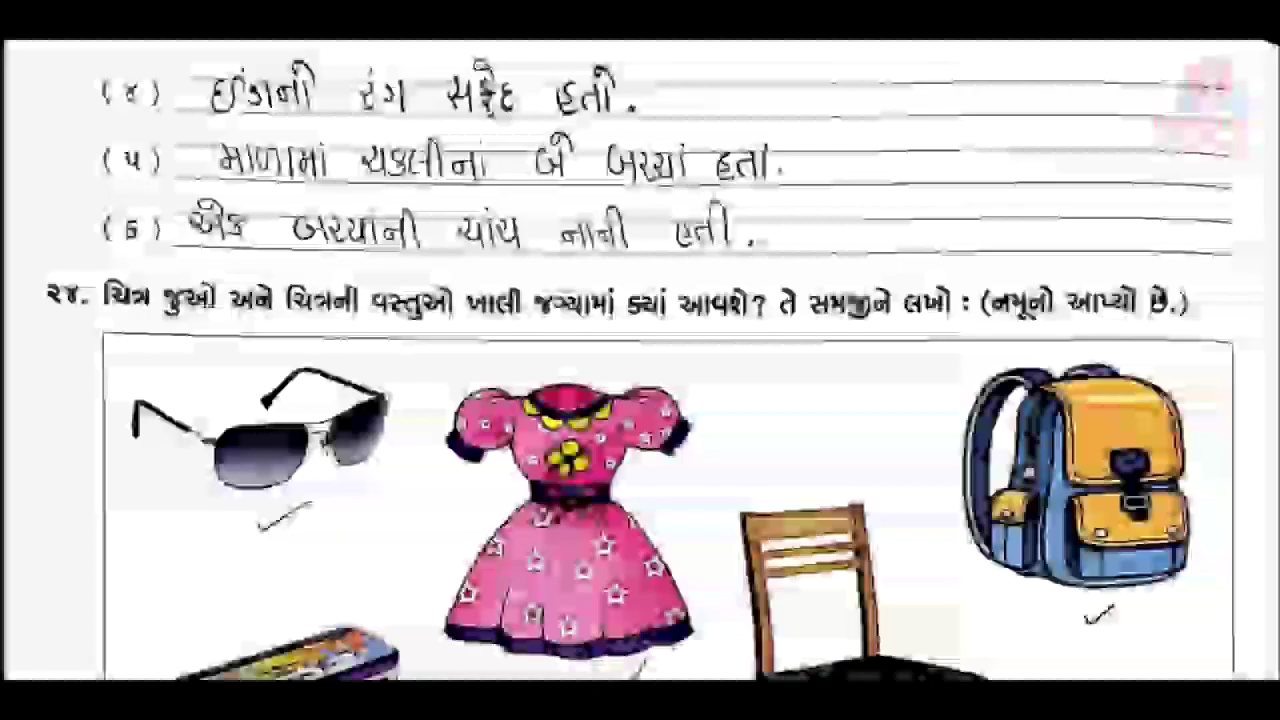 (૪) ઈંડાનો રંગ સફેદ હતો.
(૫) માળામાં ચકલીનાં બે બચ્ચાં હતાં.
(૬) એક બચ્ચાંની ચાંચ નાની હતી.
૨૪. ચિત્ર જુઓ અને ચિત્રની વસ્તુઓ ખાલી જગ્યામાં ક્યાં આવશે? તે સમજીને લખો : (નમૂનો આપ્યો છે.)